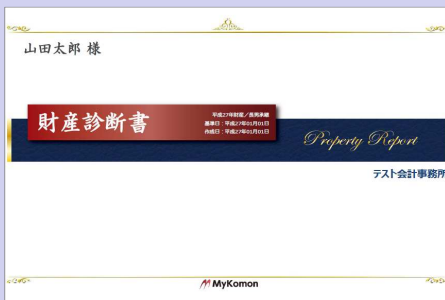 山田太郎 様
財産診断書
平成27年財産／長男承継
基準日：平成27年01月01日
作成日：平成27年01月01日
Property Report
テスト会計事務所
MyKomon